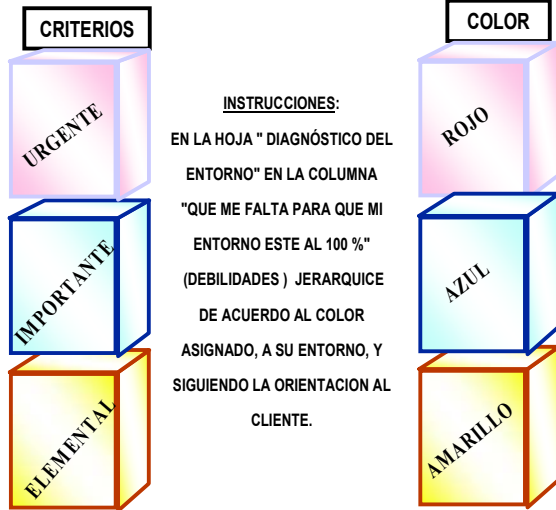 CRITERIOS
URGENTE
IMPORTANTE
ELEMENTAL
INSTRUCCIONES:
EN LA HOJA " DIAGNÓSTICO DEL
ENTORNO" EN LA COLUMNA
"QUE ME FALTA PARA QUE MI
ENTORNO ESTE AL 100 %"
(DEBILIDADES ) JERARQUICE
DE ACUERDO AL COLOR
ASIGNADO, A SU ENTORNO, Y
SIGUIENDO LA ORIENTACION AL
CLIENTE.
COLOR
ROJO
AZUL
AMARILLO